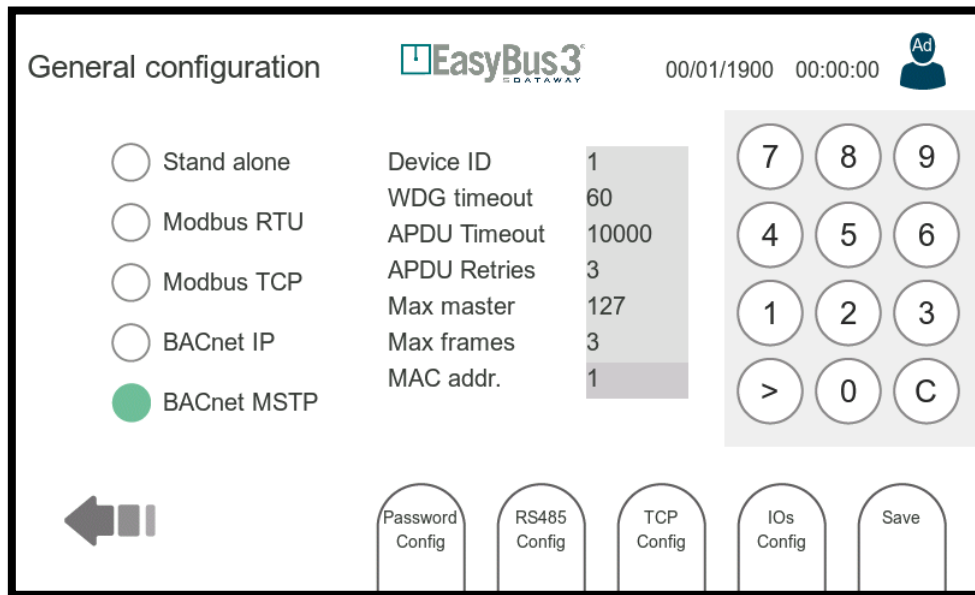 General configuration
EasyBus3
DATAWAY
00/01/1900 00:00:00
Ad
Stand alone
Modbus RTU
Modbus TCP
BACnet IP
BACnet MSTP
Device ID 1
WDG timeout 60
APDU Timeout 10000
APDU Retries 3
Max master 127
Max frames 3
MAC addr. 1
7 8 9
4 5 6
1 2 3
> 0 C
Password
Config
RS485
Config
TCP
Config
IOs
Config
Save